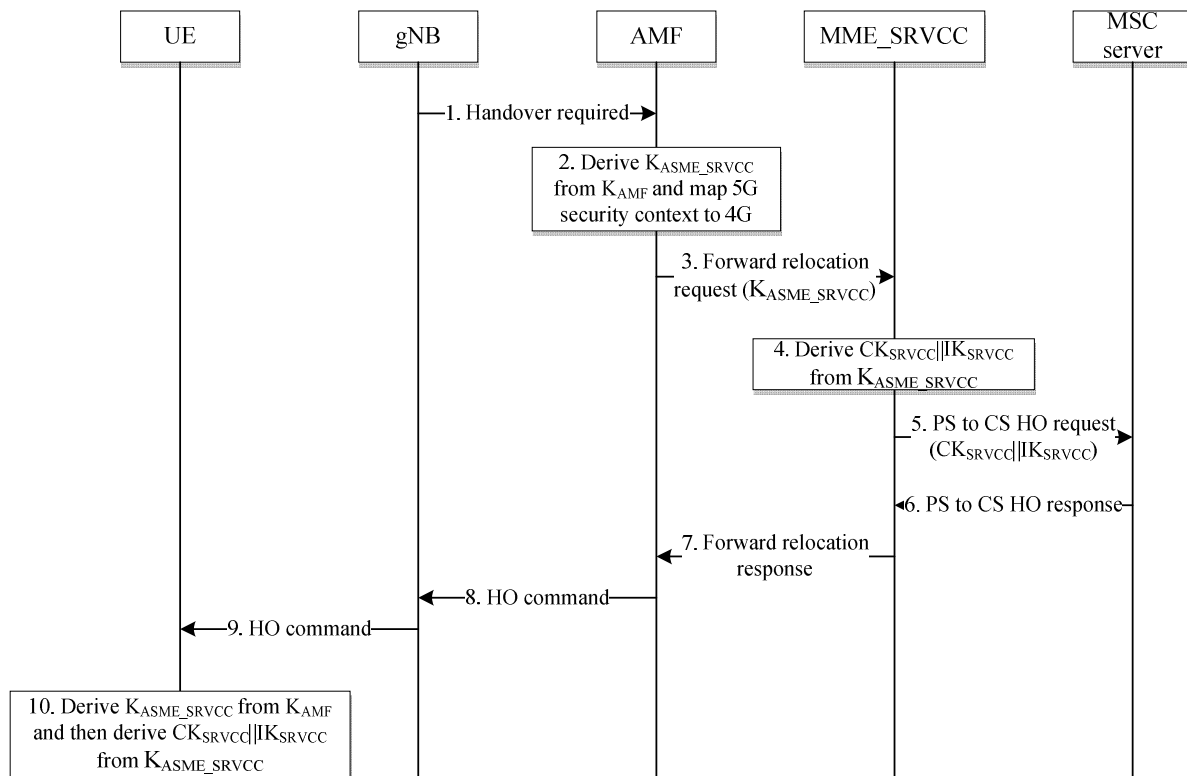 UE
gNB
AMF
MME_SRVCC
MSC
server
1. Handover required
2. Derive KASME_SRVCC
from KAMF and map 5G
security context to 4G
3. Forward relocation
request (KASME_SRVCC)
4. Derive CKSRVCC||IKSRVCC
from KASME_SRVCC
5. PS to CS HO request
(CKSRVCC||IKSRVCC)
6. PS to CS HO response
7. Forward relocation
response
8. HO command
9. HO command
10. Derive KASME_SRVCC from KAMF
and then derive CKSRVCC||IKSRVCC
from KASME_SRVCC